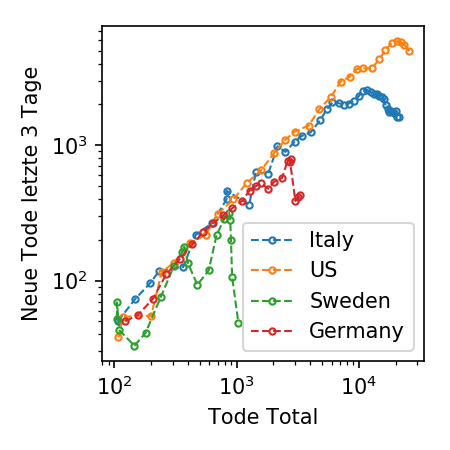 Neue Tode letzte 3 Tage
10³
10²
Italy
US
Sweden
Germany
10² 10³ 10⁴
Tode Total